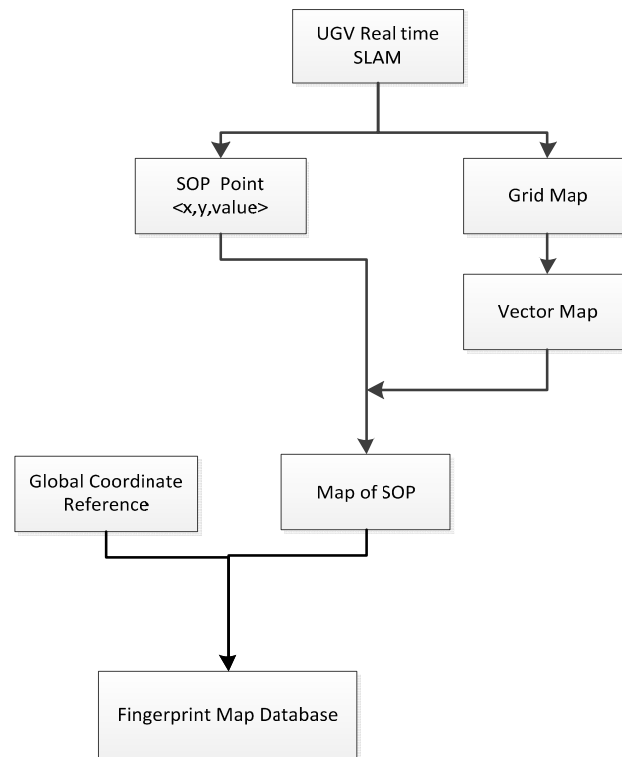 UGV Real time
SLAM
SOP Point
<x,y,value>
Grid Map
Vector Map
Global Coordinate
Reference
Map of SOP
Fingerprint Map Database